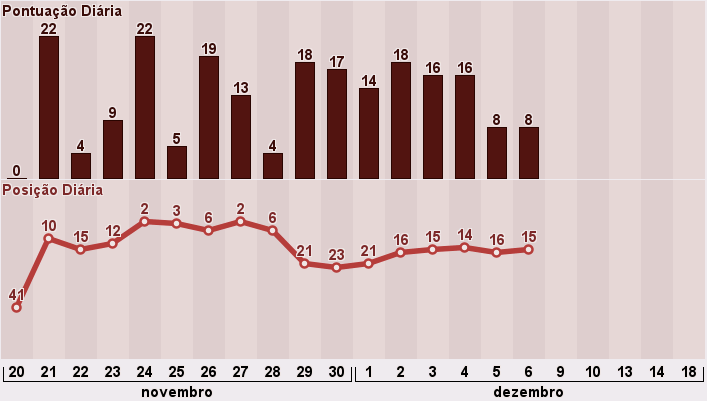 Pontuação Diária
0 22 4 9 22 5 19 13 4 18 17 14 18 16 16 8 8
Posição Diária
41 10 15 12 2 3 6 2 6 21 23 21 16 15 14 16 15
20 21 22 23 24 25 26 27 28 29 30 1 2 3 4 5 6 9 10 13 14 18
novembro dezembro